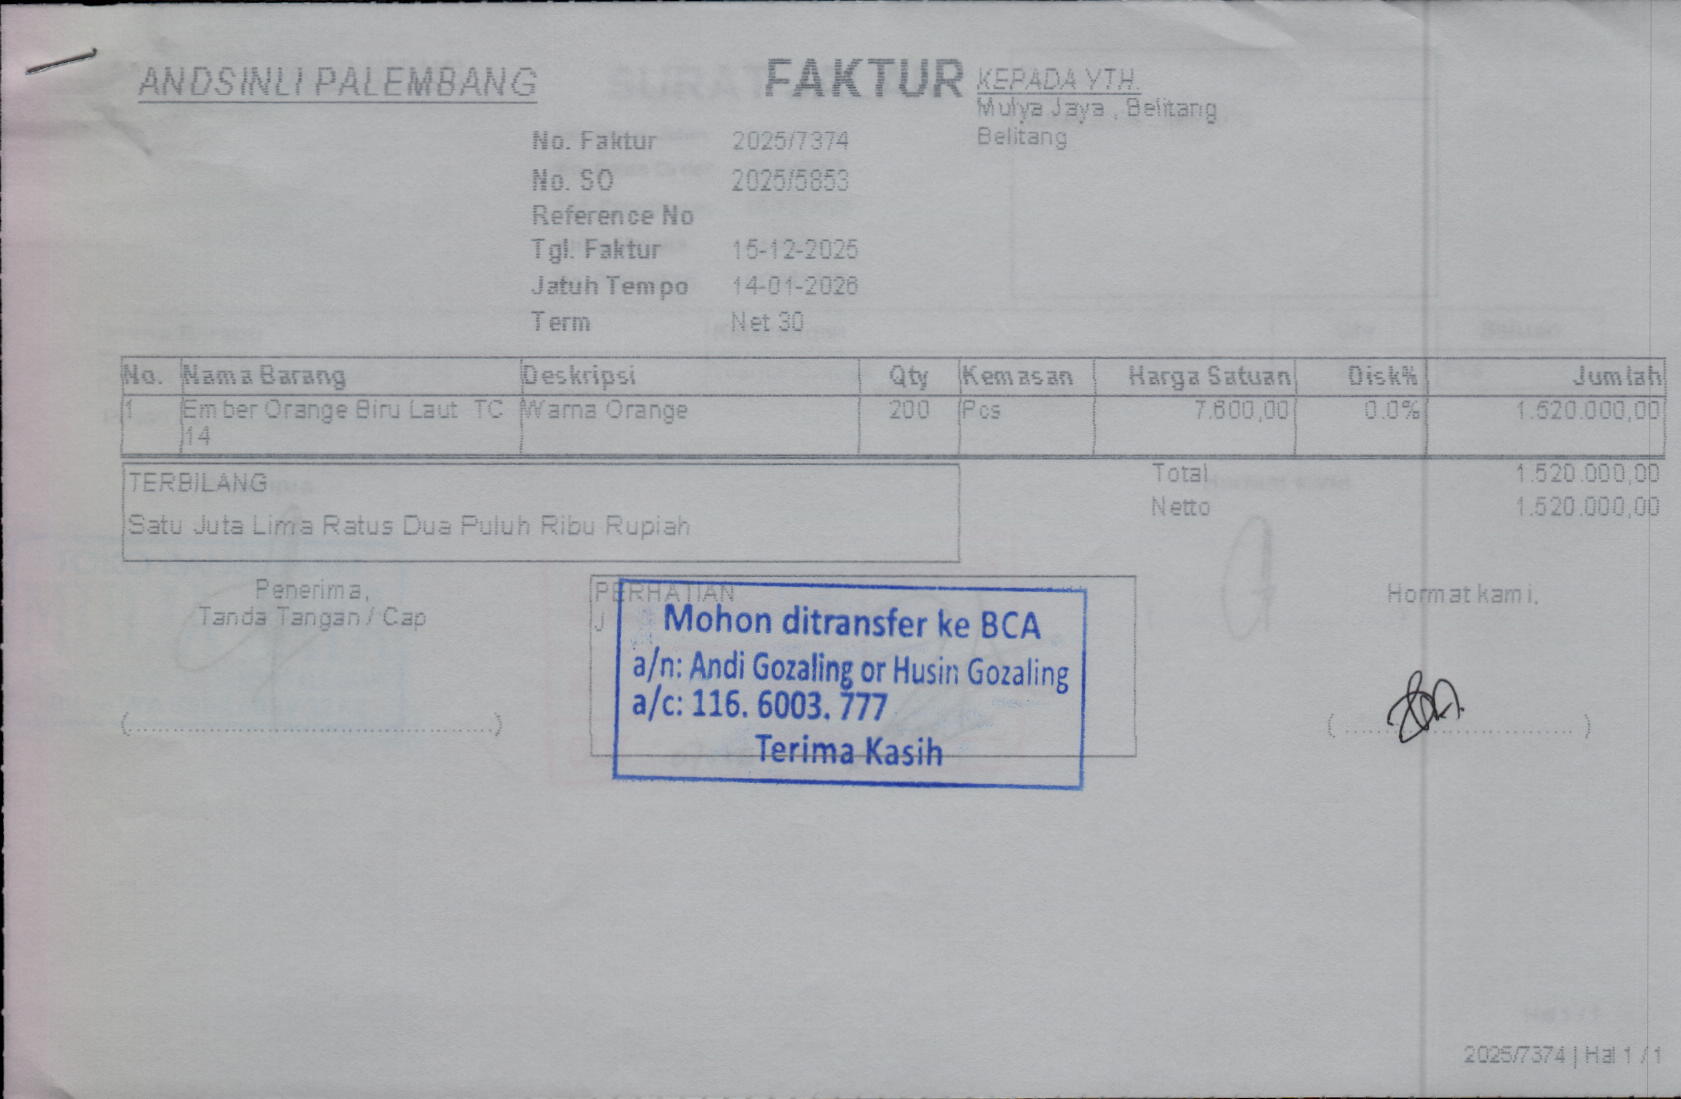 ANDSINLI PALEMBANG
FAKTUR
KEPADA YTH.
Mulya Jaya , Belitang
Belitang
No. Faktur 2025/7374
No. SO 2025/5853
Reference No
Tgl. Faktur 15-12-2025
Jatuh Tempo 14-01-2026
Term Net 30
No. Nama Barang Deskripsi Qty Kemasan Harga Satuan Disk% Jumlah
1 Ember Orange Biru Laut TC Warna Orange 200 Pcs 7.600,00 0.0% 1.520.000,00
14
TERBILANG
Satu Juta Lima Ratus Dua Puluh Ribu Rupiah
Total 1.520.000,00
Netto 1.520.000,00
Penerima,
Tanda Tangan / Cap
PERHATIAN
J
Mohon ditransfer ke BCA
a/n: Andi Gozaling or Husin Gozaling
a/c: 116. 6003. 777
Terima Kasih
Hormat kami,
(........................................)
( ........................................ )
2025/7374 | Hal 1 / 1